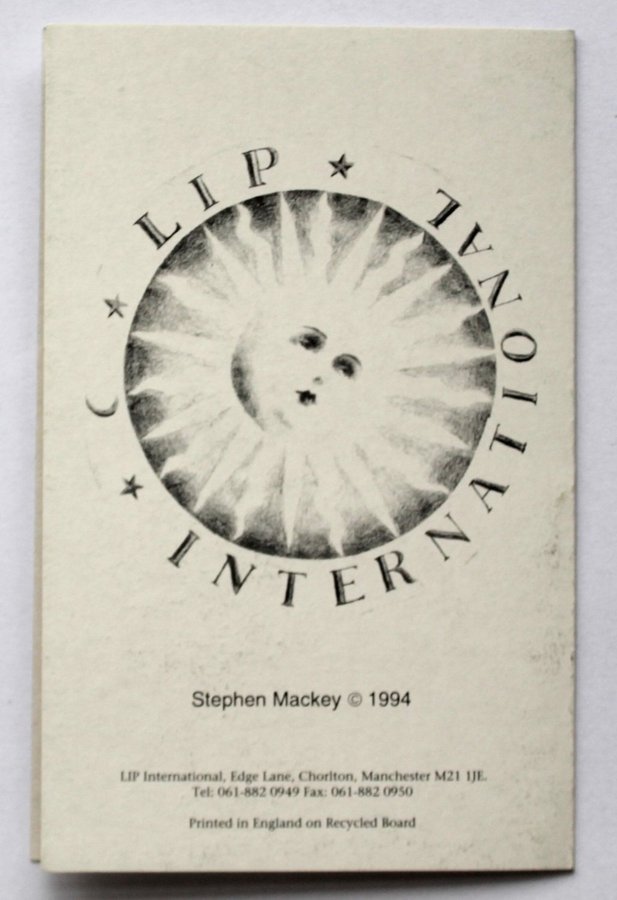 LIP
INTERNATIONAL
Stephen Mackey © 1994
LIP International, Edge Lane, Chorlton, Manchester M21 1JE.
Tel: 061-882 0949 Fax: 061-882 0950
Printed in England on Recycled Board